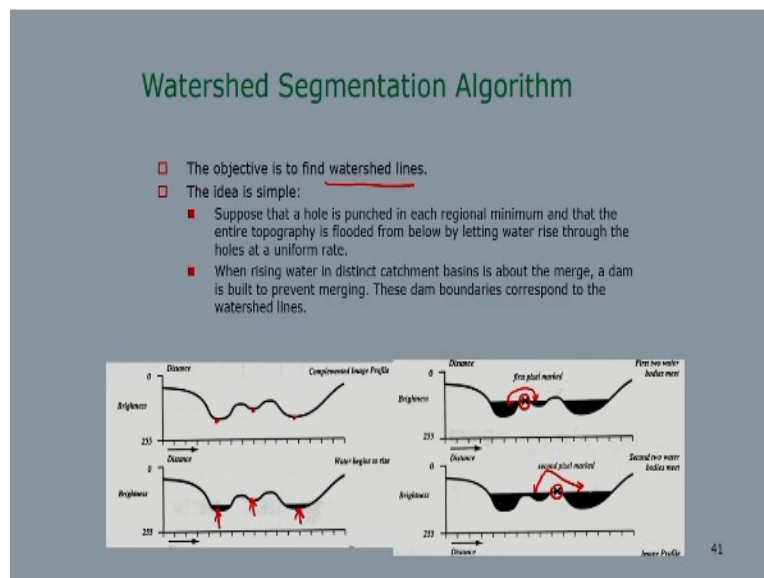 Watershed Segmentation Algorithm
The objective is to find watershed lines.
The idea is simple:
Suppose that a hole is punched in each regional minimum and that the
entire topography is flooded from below by letting water rise through the
holes at a uniform rate.
When rising water in distinct catchment basins is about the merge, a dam
is built to prevent merging. These dam boundaries correspond to the
watershed lines.
Distance
Complemented Image Profile
0
Brightness
255
Distance
Water begins to rise
0
Brightness
255
Distance
Distance
First two water
bodies meet
0
first pixel marked
Brightness
255
Distance
Second two water
bodies meet
0
second pixel marked
Brightness
255
Distance
Image Profile
41